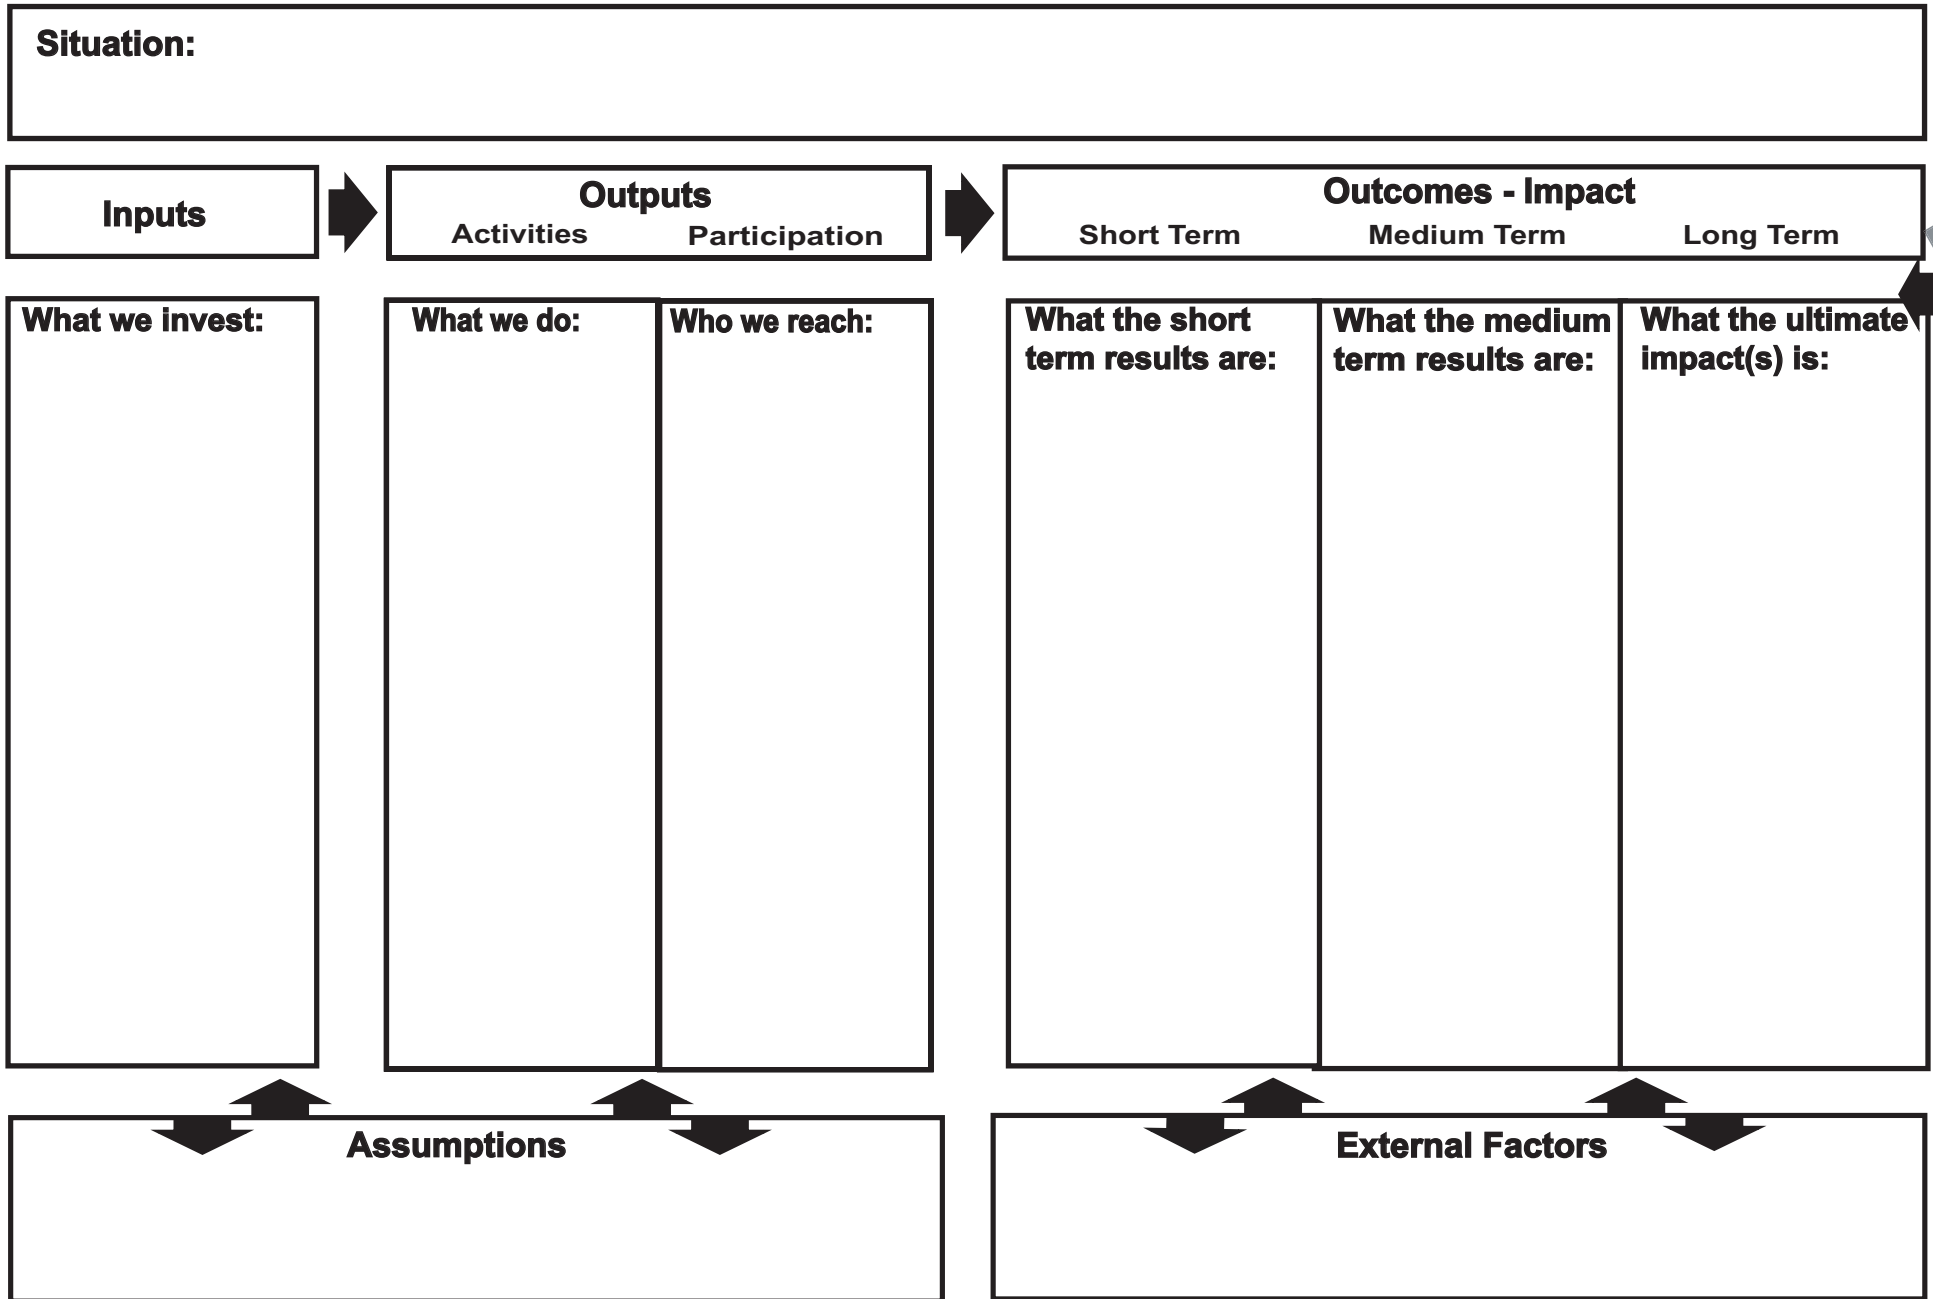 Situation:
Inputs
Outputs
Activities Participation
Outcomes - Impact
Short Term Medium Term Long Term
What we invest:
What we do:
Who we reach:
What the short
term results are:
What the medium
term results are:
What the ultimate
impact(s) is:
Assumptions
External Factors